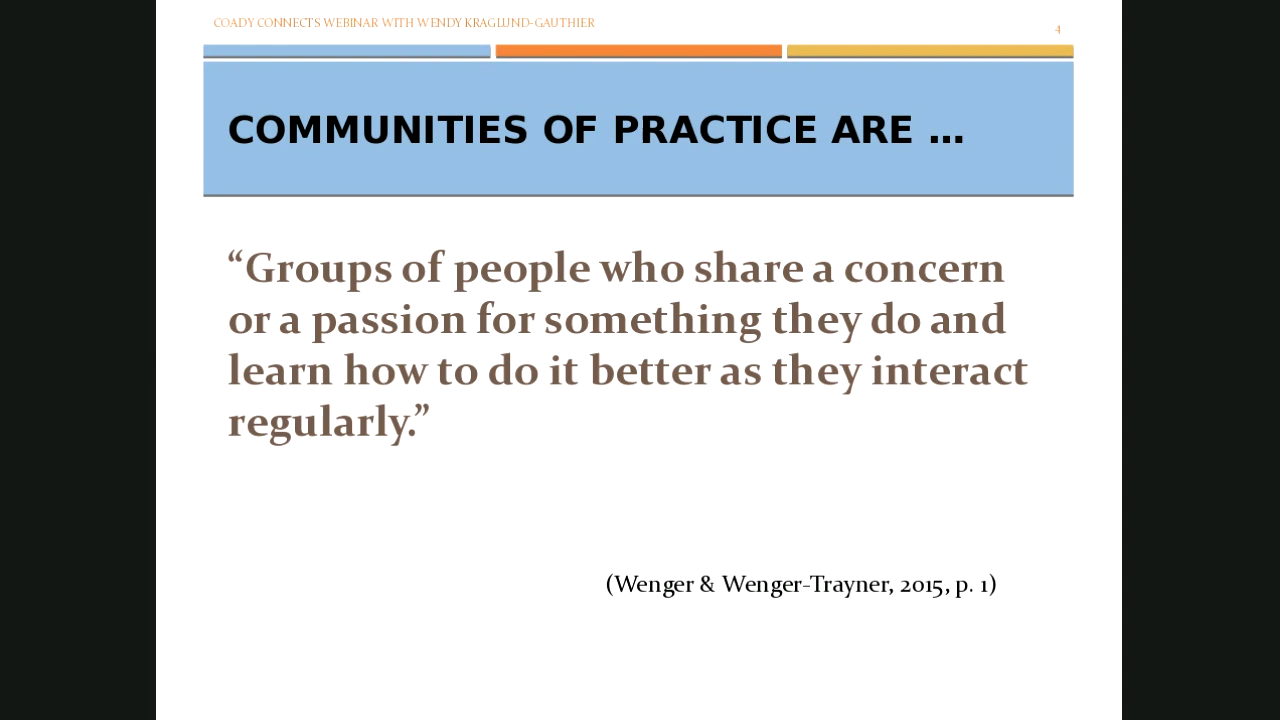 COADY CONNECTS WEBINAR WITH WENDY KRAGLUND-GAUTHIER
4
COMMUNITIES OF PRACTICE ARE …
“Groups of people who share a concern
or a passion for something they do and
learn how to do it better as they interact
regularly.”
(Wenger & Wenger-Trayner, 2015, p. 1)